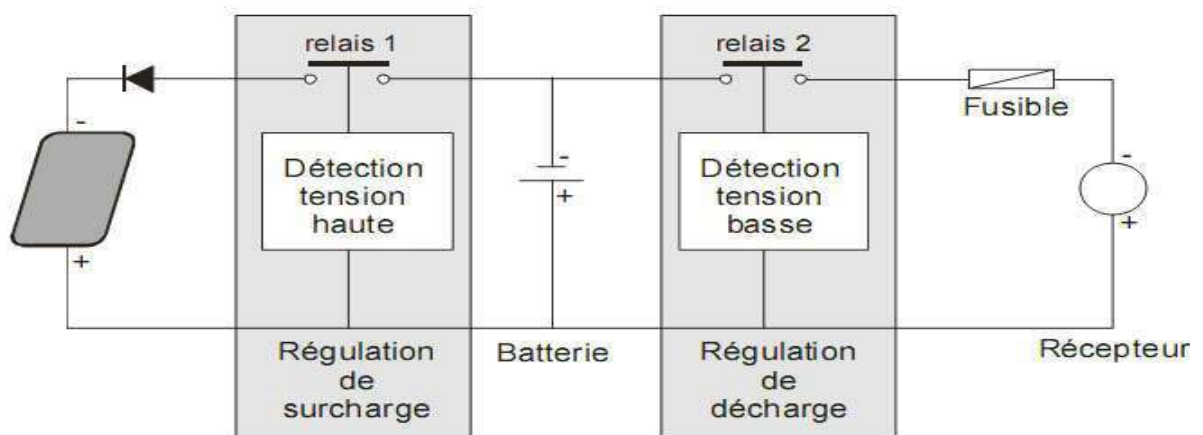 relais 1
relais 2
-
+
Détection
tension
haute
-
+
Détection
tension
basse
Fusible
-
+
Régulation
de
surcharge
Batterie
Régulation
de
décharge
Récepteur